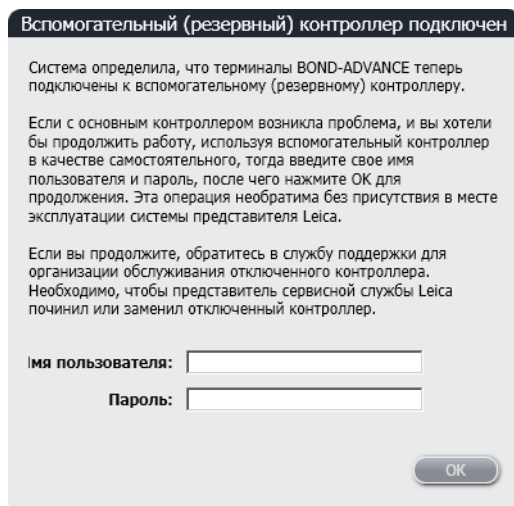 Вспомогательный (резервный) контроллер подключен
Система определила, что терминалы BOND-ADVANCE теперь
подключены к вспомогательному (резервному) контроллеру.
Если с основным контроллером возникла проблема, и вы хотели
бы продолжить работу, используя вспомогательный контроллер
в качестве самостоятельного, тогда введите свое имя
пользователя и пароль, после чего нажмите ОК для
продолжения. Эта операция необратима без присутствия в месте
эксплуатации системы представителя Leica.
Если вы продолжите, обратитесь в службу поддержки для
организации обслуживания отключенного контроллера.
Необходимо, чтобы представитель сервисной службы Leica
починил или заменил отключенный контроллер.
Имя пользователя:
Пароль:
ОК